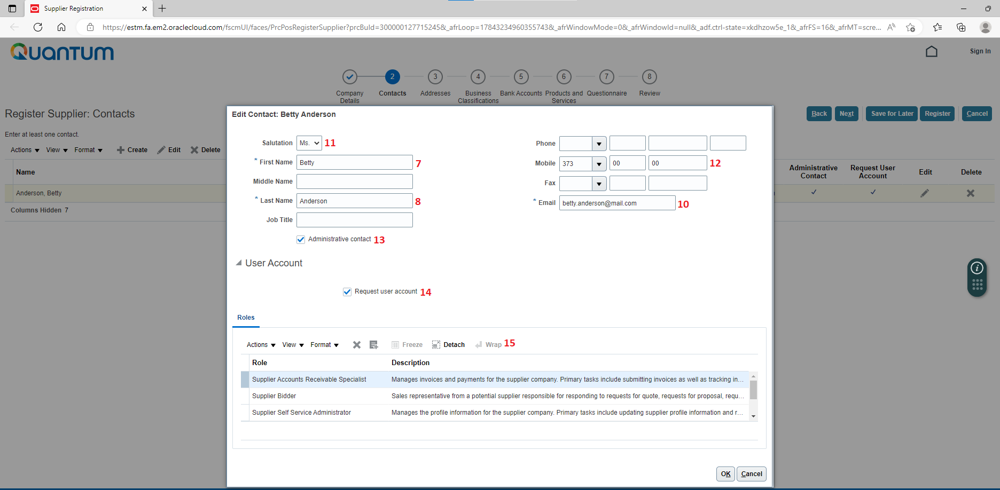 Supplier Registration
https://estm.fa.em2.oraclecloud.com/fscmUI/faces/PrcPosRegisterSupplier?prcBuId=300000127715245&_afrLoop=17843234960355743&_afrWindowMode=0&_afrWindowId=null&_adf.ctrl-state=xkdhzow5e_1&_afrFS=16&_afrMT=scre...
QUANTUM
Sign In
2 3 4 5 6 7 8
Company Details
Contacts
Addresses
Business Classifications
Bank Accounts
Products and Services
Questionnaire
Review
Register Supplier: Contacts
Back Next Save for Later Register Cancel
Enter at least one contact.
Actions View Format Create Edit Delete
Name
Administrative Contact
Request User Account
Edit
Delete
Anderson, Betty
Columns Hidden 7
Edit Contact: Betty Anderson
Salutation Ms. 11
* First Name Betty 7
Middle Name
* Last Name Anderson 8
Job Title
Administrative contact 13
Phone
Mobile 373 00 00 12
Fax
* Email betty.anderson@mail.com 10
User Account
Request user account 14
Roles
Actions View Format Freeze Detach Wrap 15
Role Description
Supplier Accounts Receivable Specialist Manages invoices and payments for the supplier company. Primary tasks include submitting invoices as well as tracking in...
Supplier Bidder Sales representative from a potential supplier responsible for responding to requests for quote, requests for proposal, requ...
Supplier Self Service Administrator Manages the profile information for the supplier company. Primary tasks include updating supplier profile information and r...
OK Cancel